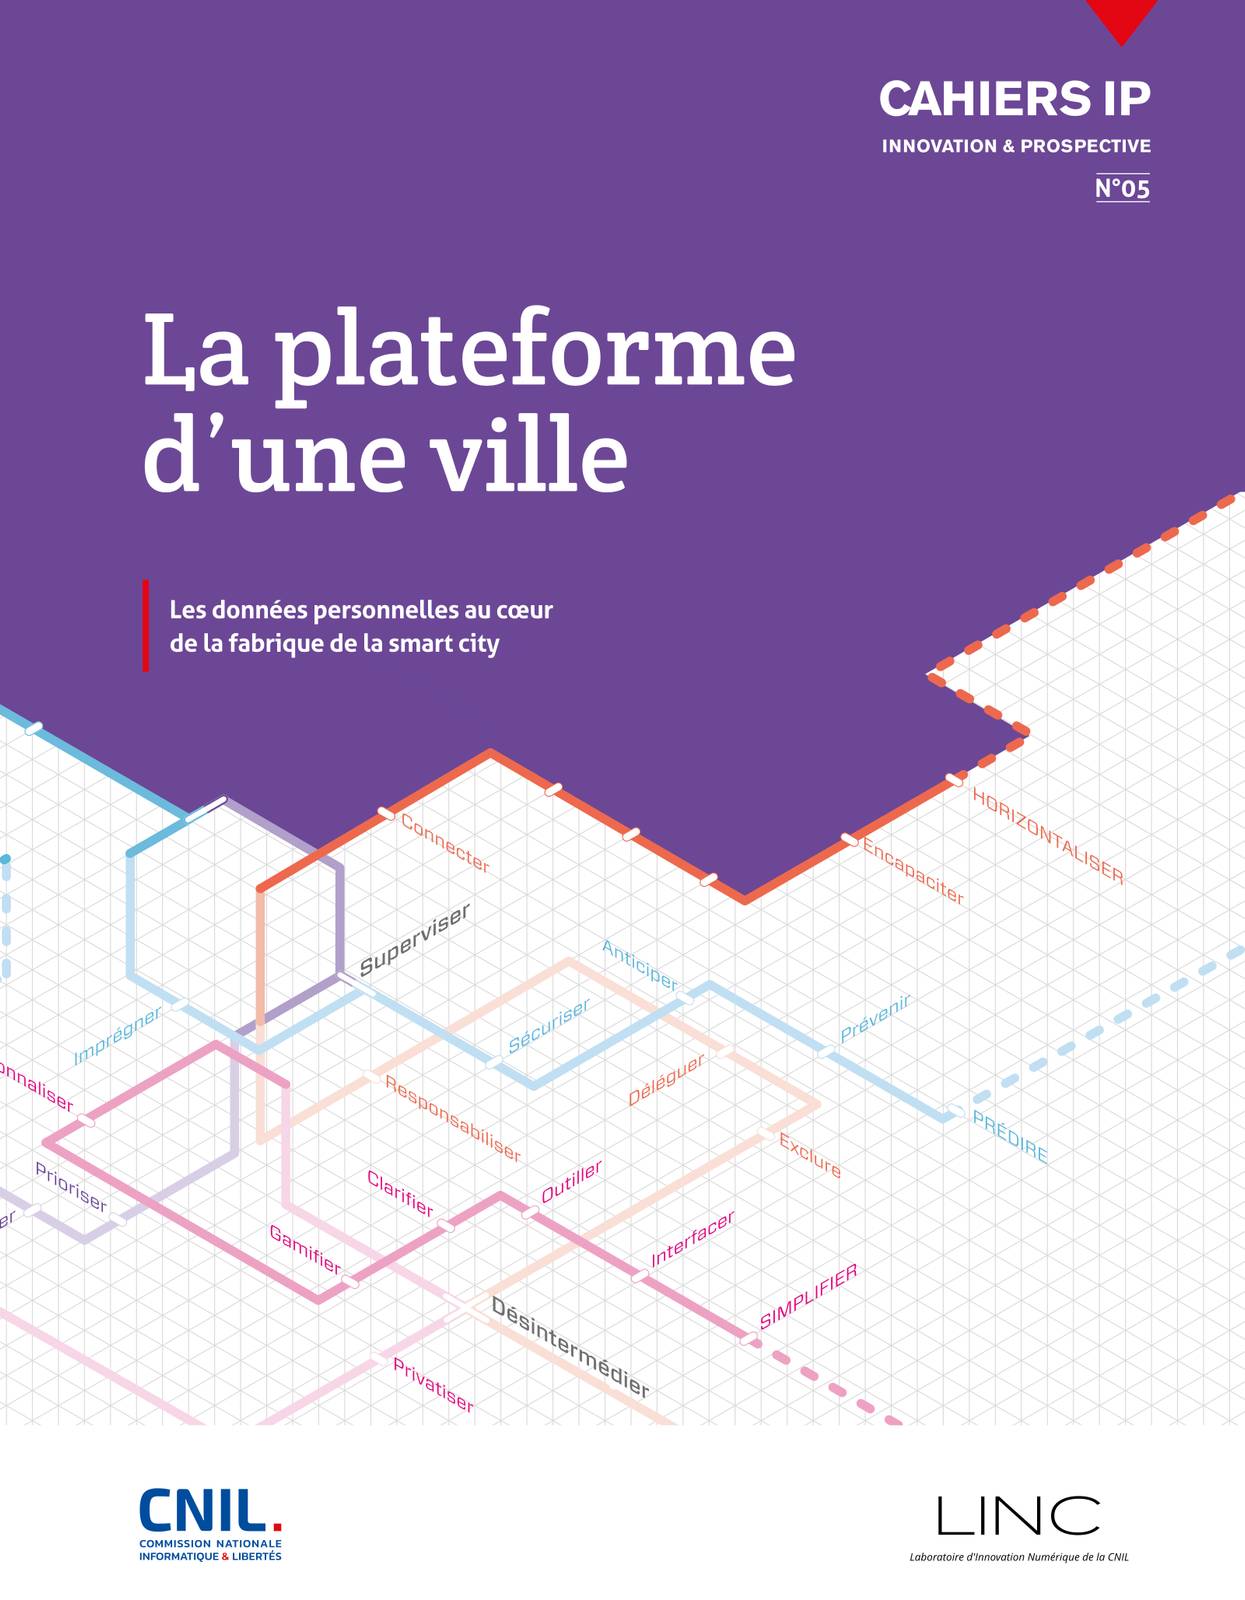 CAHIERS IP
INNOVATION & PROSPECTIVE
N°05
La plateforme
d’une ville
Les données personnelles au cœur
de la fabrique de la smart city
Connecter
HORIZONTALISER
Encapaciter
Superviser
Anticiper
Imprégner
Sécuriser
Prévenir
Déléguer
Responsabiliser
PRÉDIRE
Exclure
Prioriser
Clarifier
Outiller
Gamifier
Interfacer
SIMPLIFIER
Désintermédier
Privatiser
CNIL.
COMMISSION NATIONALE
INFORMATIQUE & LIBERTÉS
LINC
Laboratoire d'Innovation Numérique de la CNIL